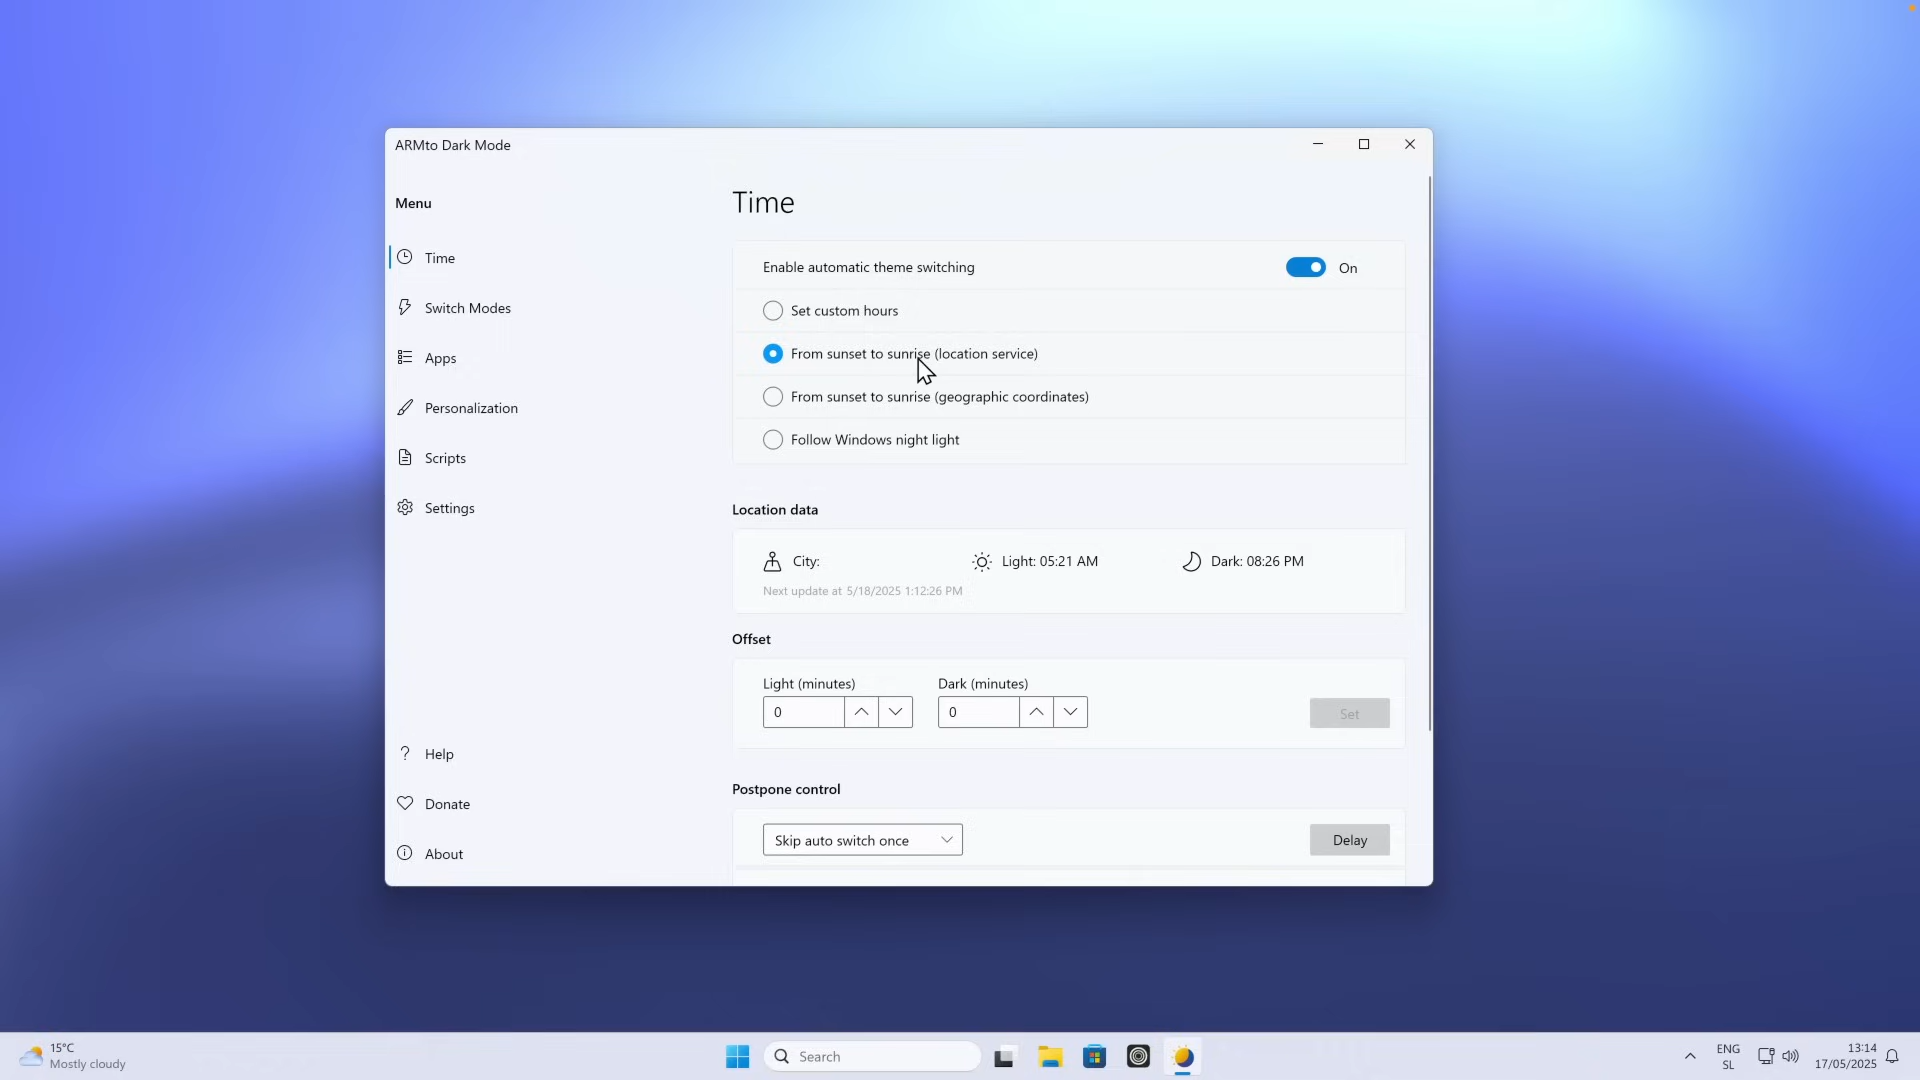 ARMto Dark Mode
Menu
Time
Switch Modes
Apps
Personalization
Scripts
Settings
Help
Donate
About
Time
Enable automatic theme switching
On
Set custom hours
From sunset to sunrise (location service)
From sunset to sunrise (geographic coordinates)
Follow Windows night light
Location data
City:
Light: 05:21 AM
Dark: 08:26 PM
Next update at 5/18/2025 1:12:26 PM
Offset
Light (minutes)
Dark (minutes)
0
0
Set
Postpone control
Skip auto switch once
Delay
15°C
Mostly cloudy
Search
ENG
SL
13:14
17/05/2025